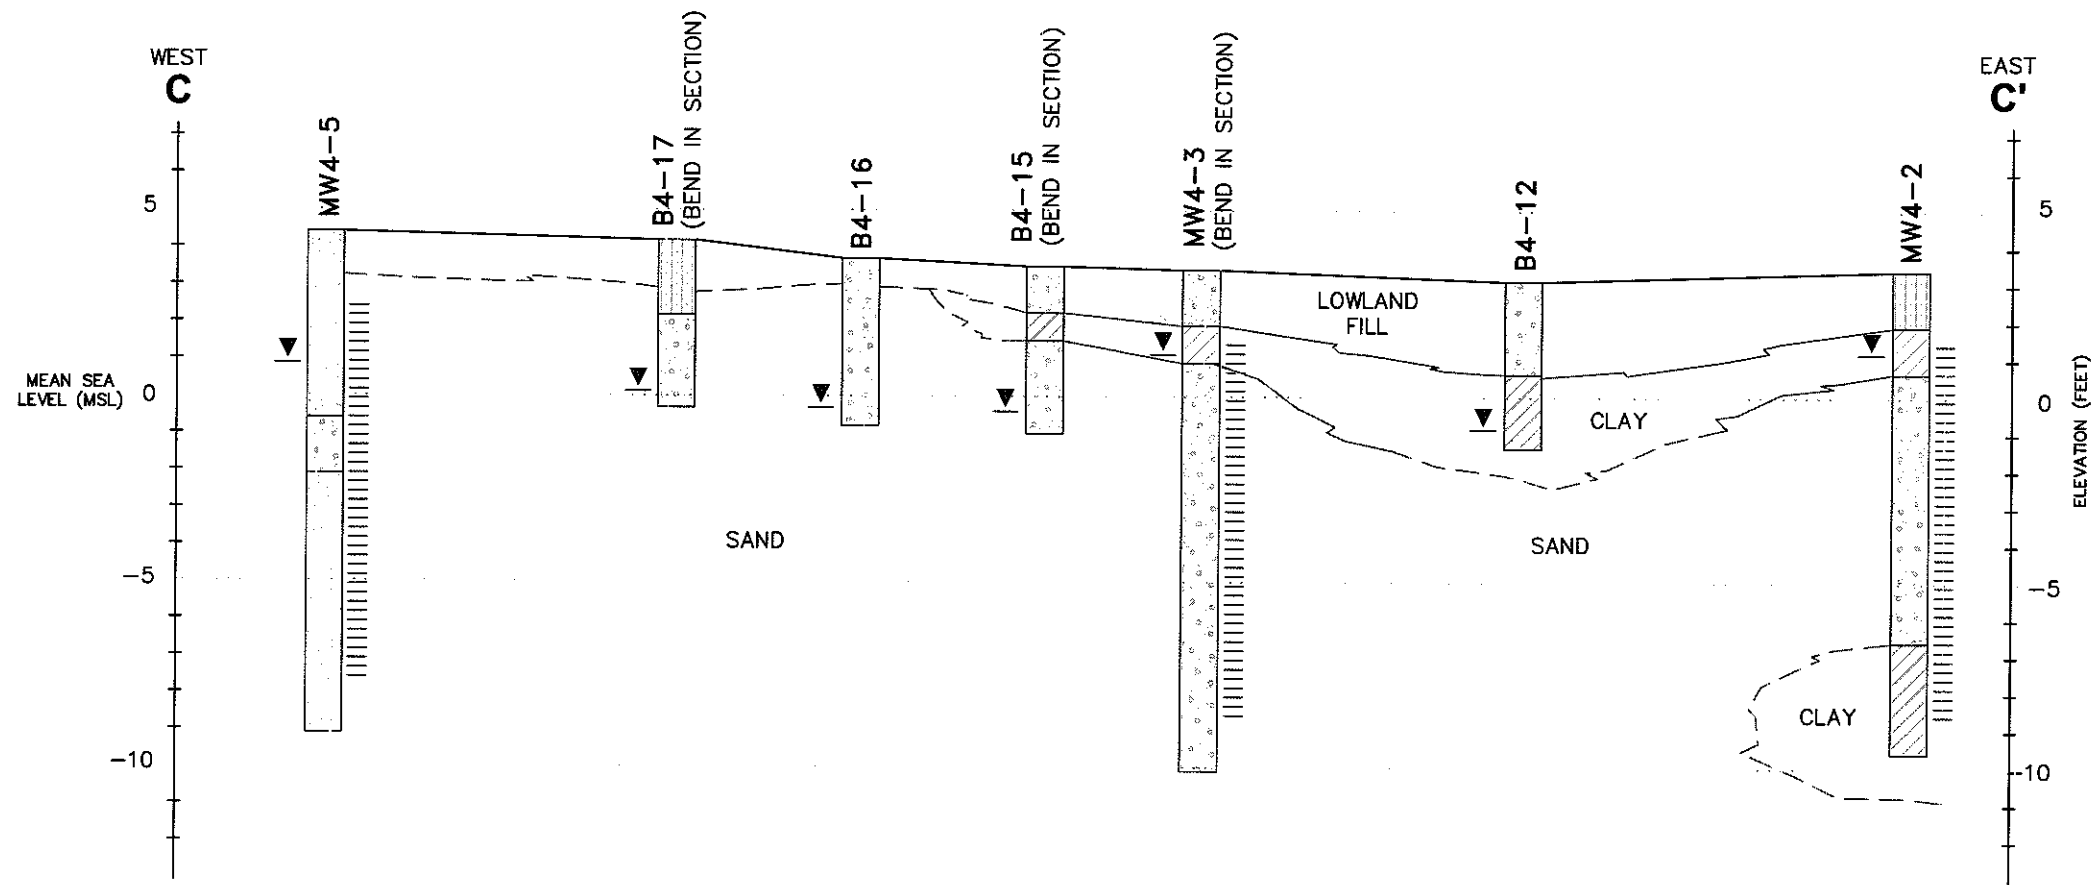 WEST
C
EAST
C'
MW4-5
B4-17
(BEND IN SECTION)
B4-16
B4-15
(BEND IN SECTION)
MW4-3
(BEND IN SECTION)
B4-12
MW4-2
5
MEAN SEA
LEVEL (MSL)
0
-5
-10
LOWLAND
FILL
CLAY
SAND
SAND
CLAY
5
0
-5
-10
ELEVATION (FEET)